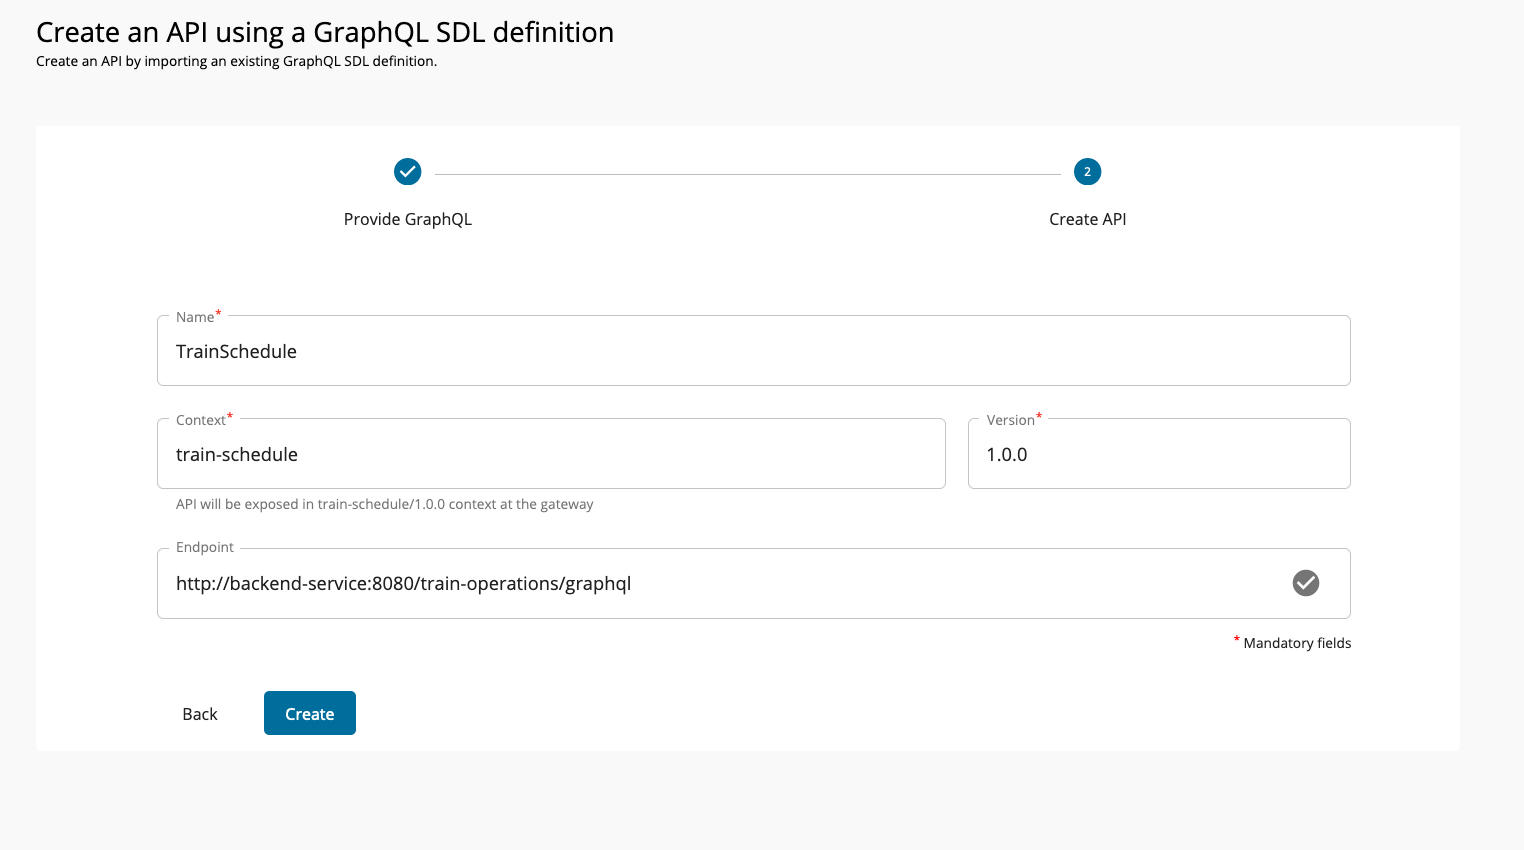 Create an API using a GraphQL SDL definition
Create an API by importing an existing GraphQL SDL definition.
2
Provide GraphQL
Create API
Name*
TrainSchedule
Context*
Version*
train-schedule
1.0.0
API will be exposed in train-schedule/1.0.0 context at the gateway
Endpoint
http://backend-service:8080/train-operations/graphql
* Mandatory fields
Back
Create